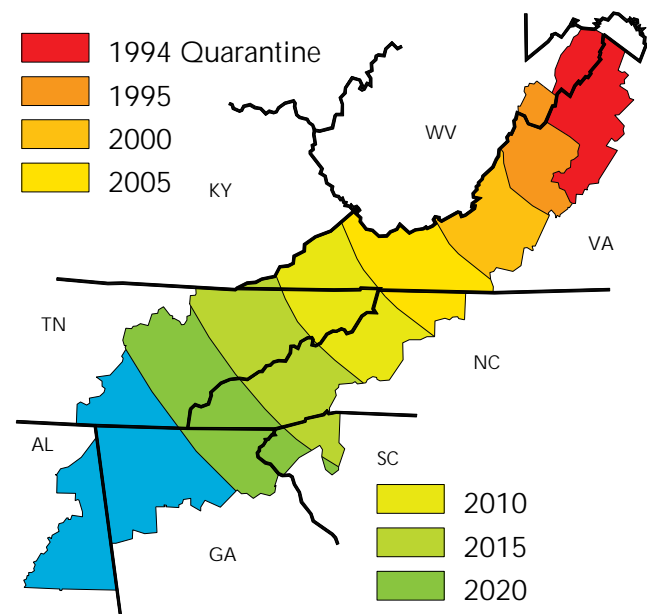 1994 Quarantine
1995
2000
2005
WV
KY
VA
TN
NC
AL
SC
GA
2010
2015
2020